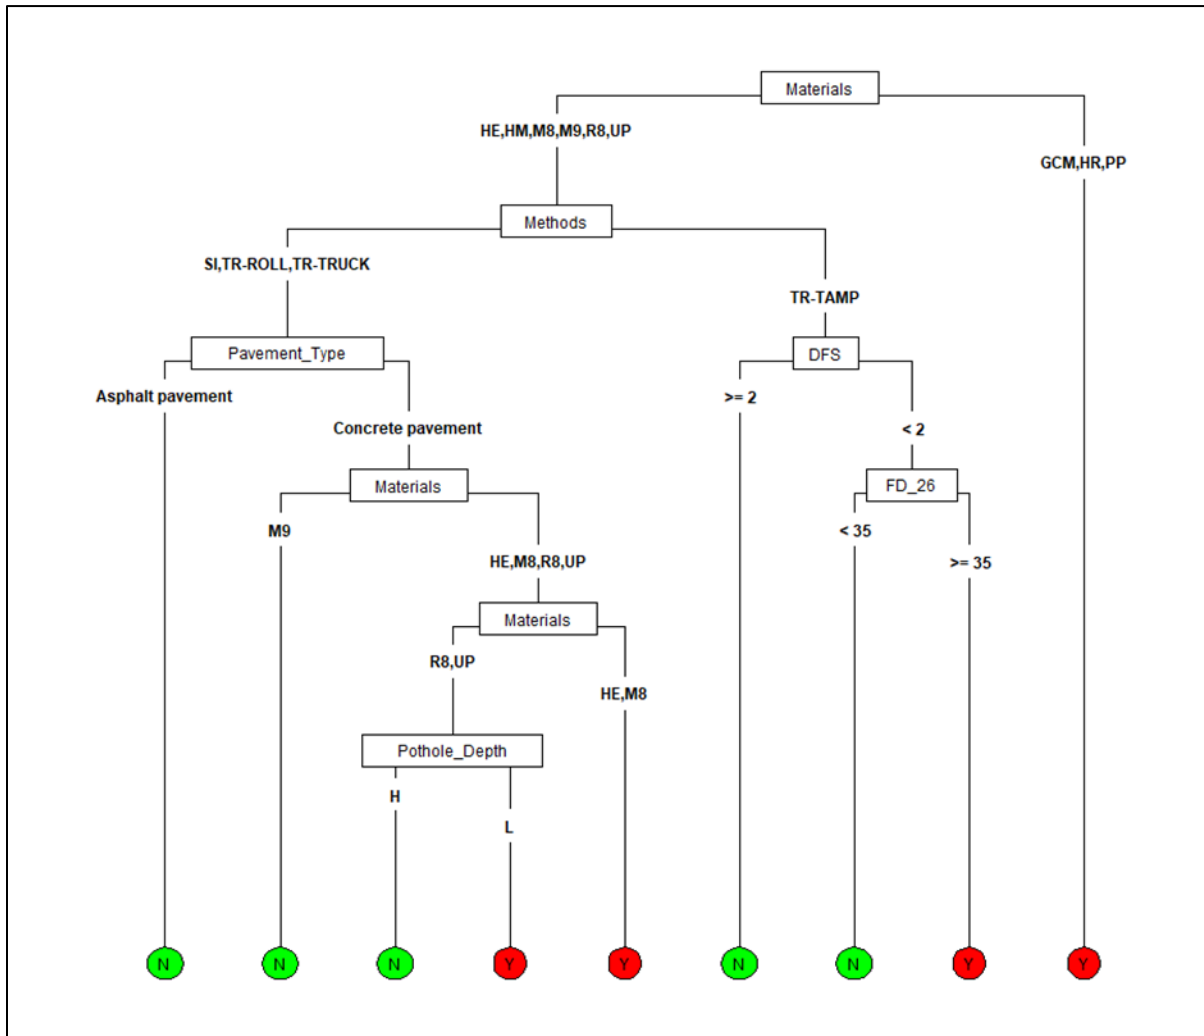 Materials
HE,HM,M8,M9,R8,UP
GCM,HR,PP
Methods
SI,TR-ROLL,TR-TRUCK
TR-TAMP
Pavement_Type
DFS
Asphalt pavement
>= 2
Concrete pavement
< 2
Materials
FD_26
M9
< 35
HE,M8,R8,UP
>= 35
Materials
R8,UP
HE,M8
Pothole_Depth
H
L
N
N
N
Y
Y
N
N
Y
Y